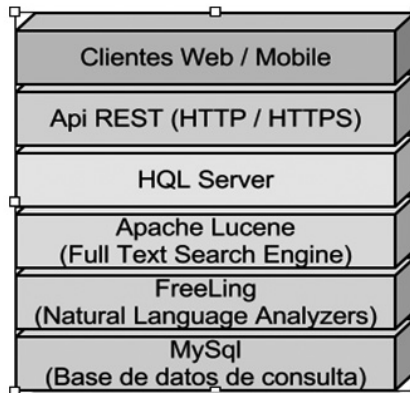 Clientes Web / Mobile
Api REST (HTTP / HTTPS)
HQL Server
Apache Lucene
(Full Text Search Engine)
FreeLing
(Natural Language Analyzers)
MySql
(Base de datos de consulta)